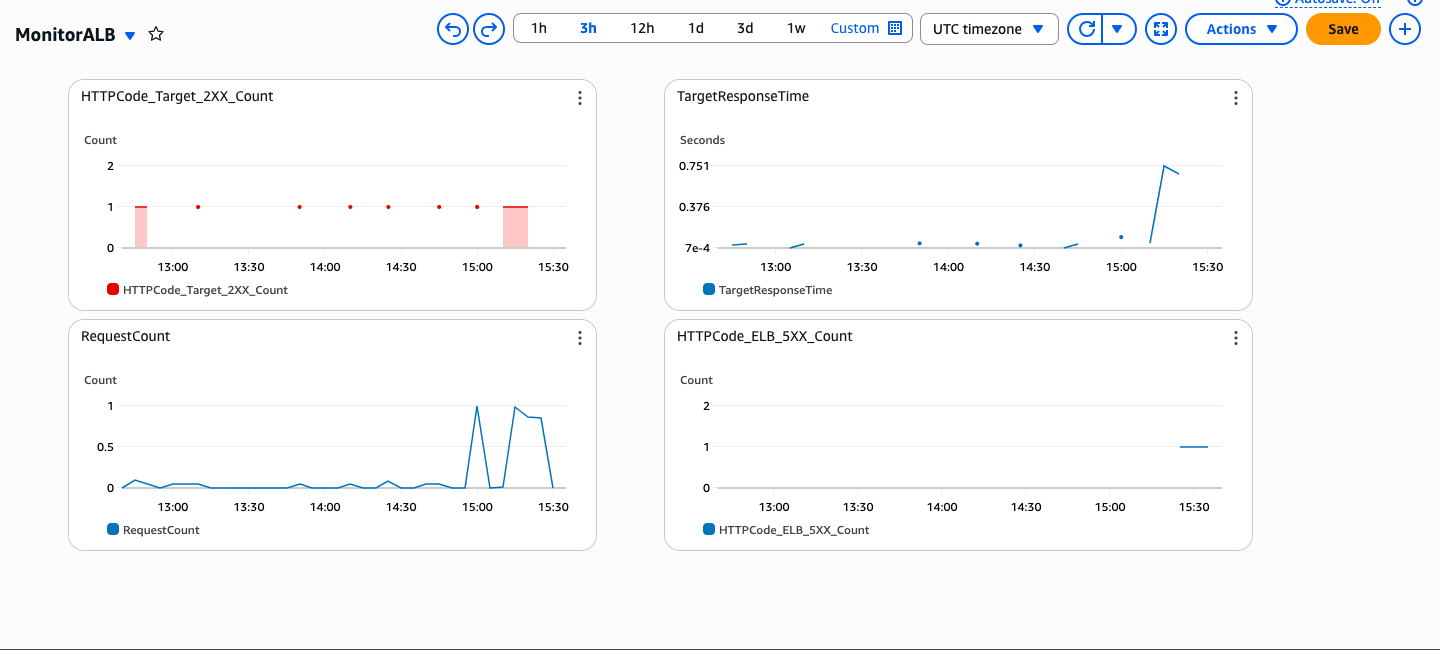 Autosave: Off
MonitorALB
1h 3h 12h 1d 3d 1w Custom UTC timezone Actions Save
HTTPCode_Target_2XX_Count
Count
2
1
0
13:00 13:30 14:00 14:30 15:00 15:30
HTTPCode_Target_2XX_Count
TargetResponseTime
Seconds
0.751
0.376
7e-4
13:00 13:30 14:00 14:30 15:00 15:30
TargetResponseTime
RequestCount
Count
1
0.5
0
13:00 13:30 14:00 14:30 15:00 15:30
RequestCount
HTTPCode_ELB_5XX_Count
Count
2
1
0
13:00 13:30 14:00 14:30 15:00 15:30
HTTPCode_ELB_5XX_Count